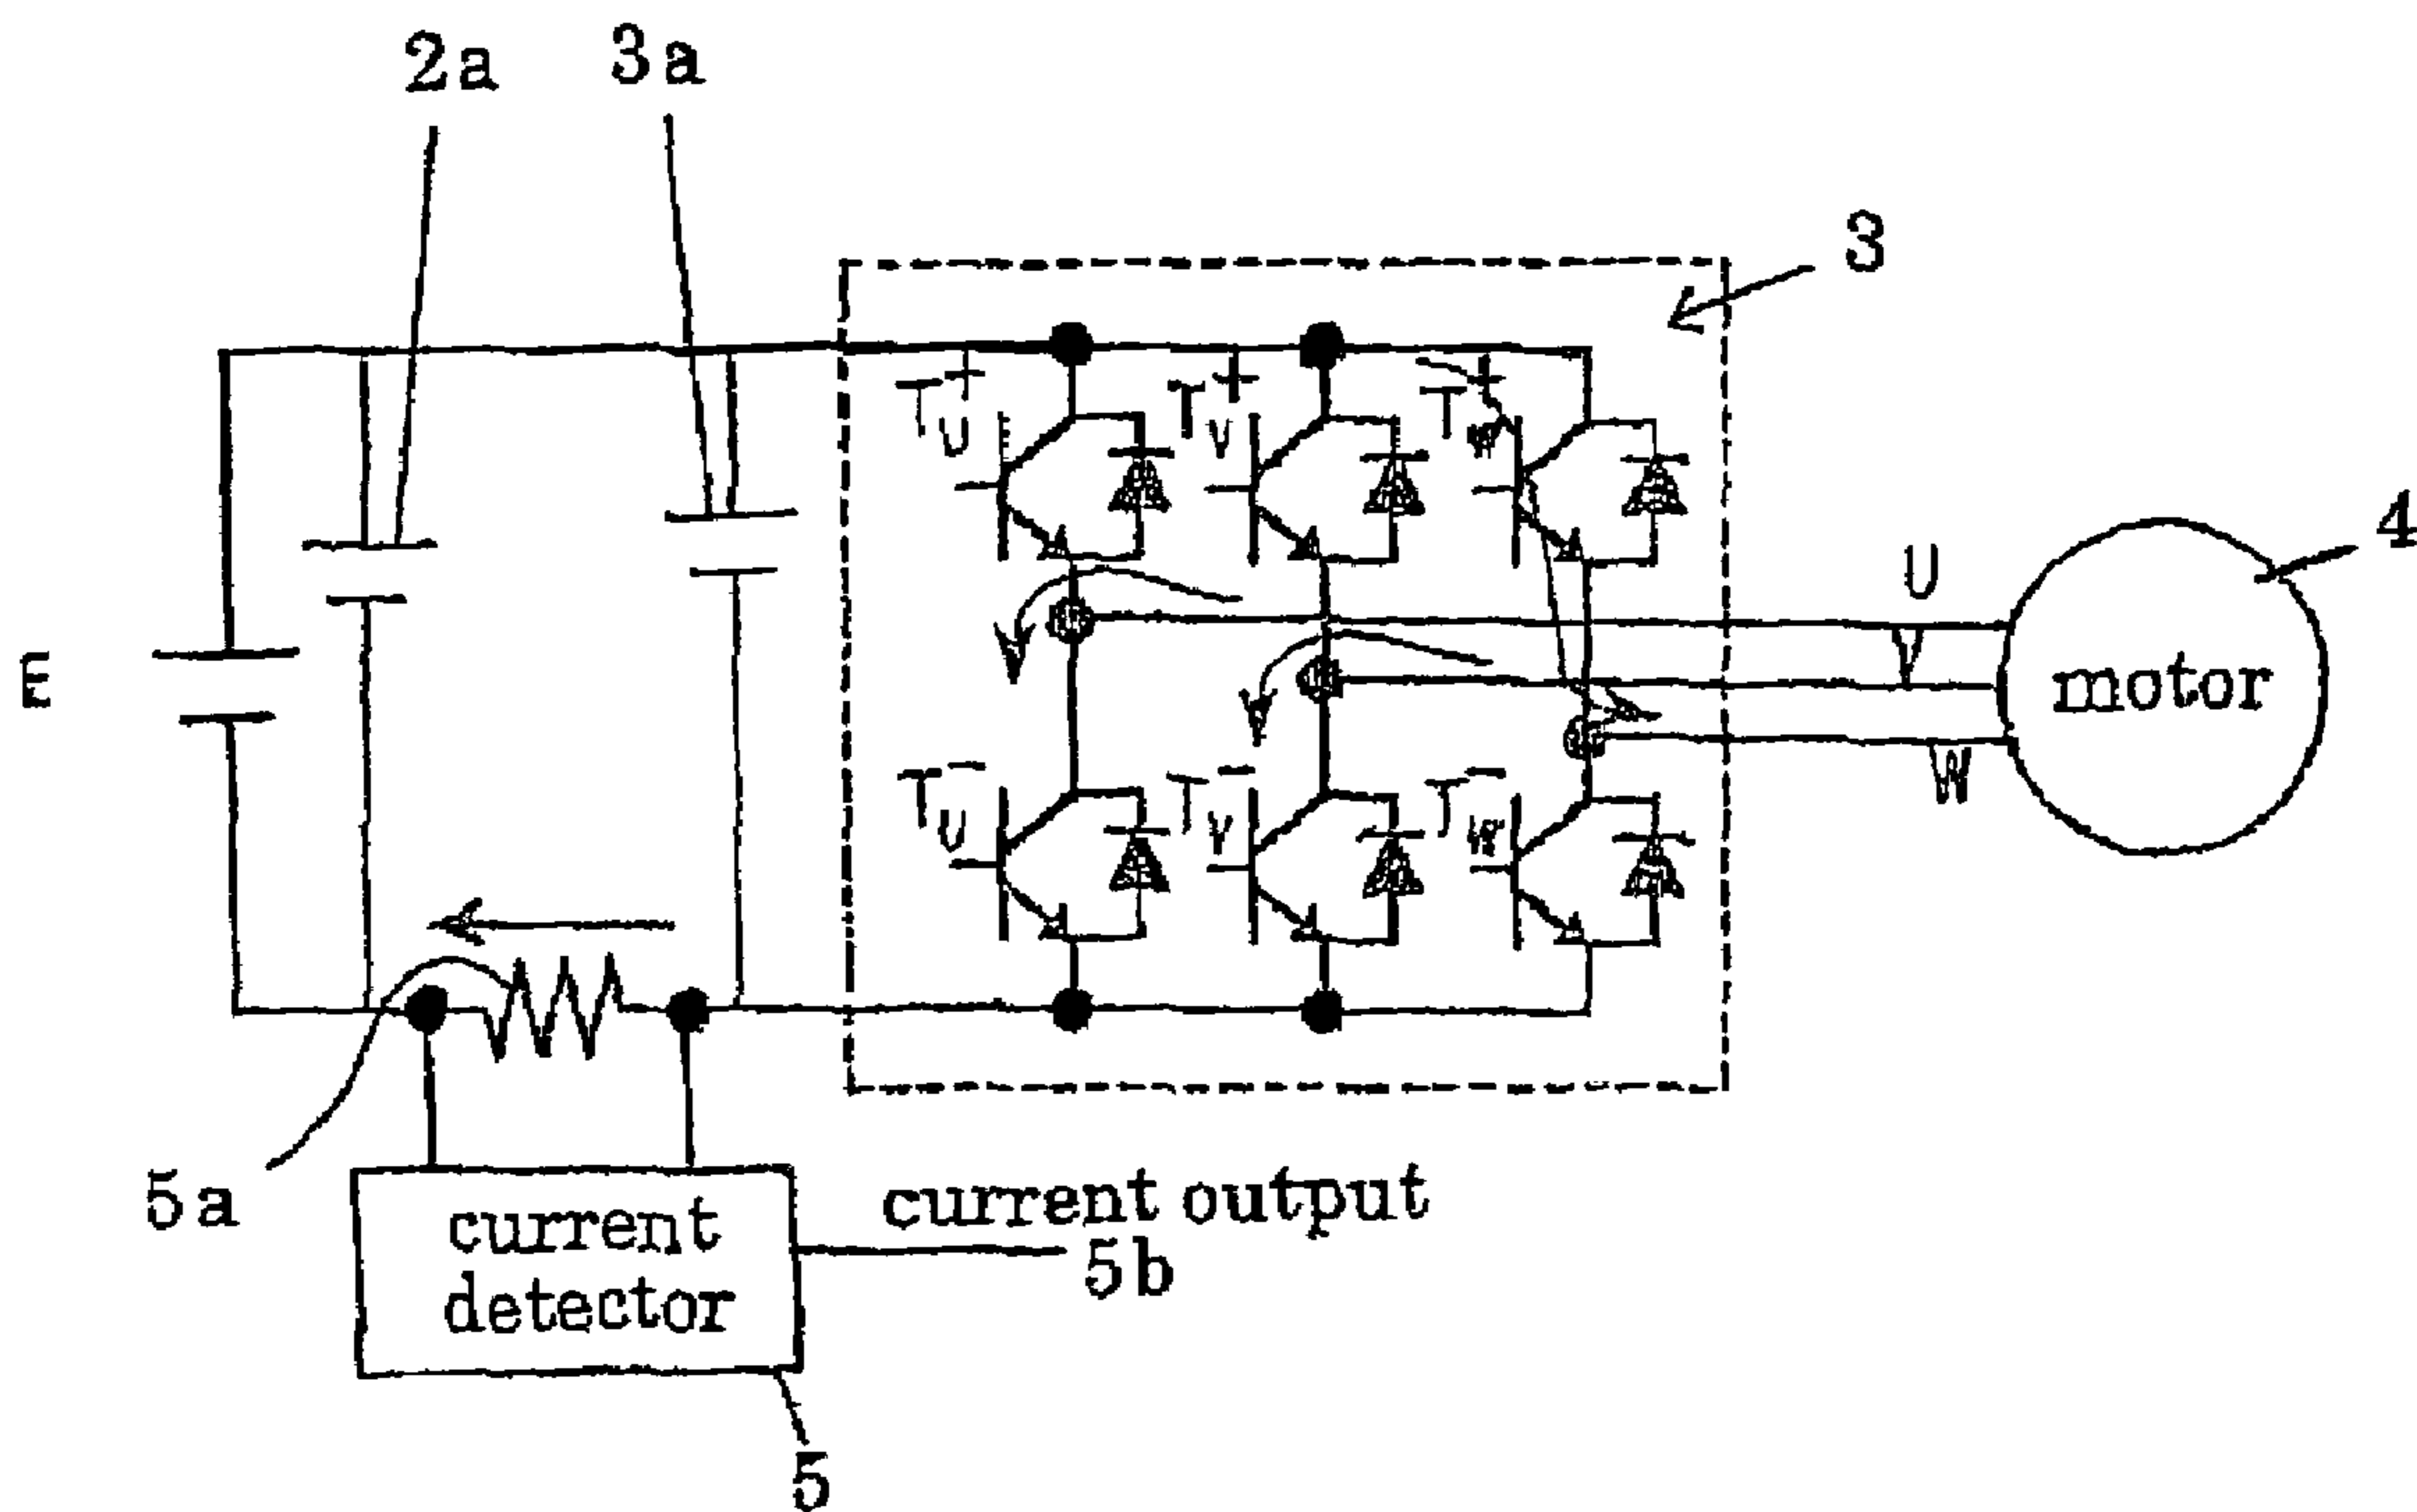 2a
3a
3
T+U
T+V
T+W
4
U
V
W
motor
E
T-U
T-V
T-W
5a
current
detector
current output
5b
5